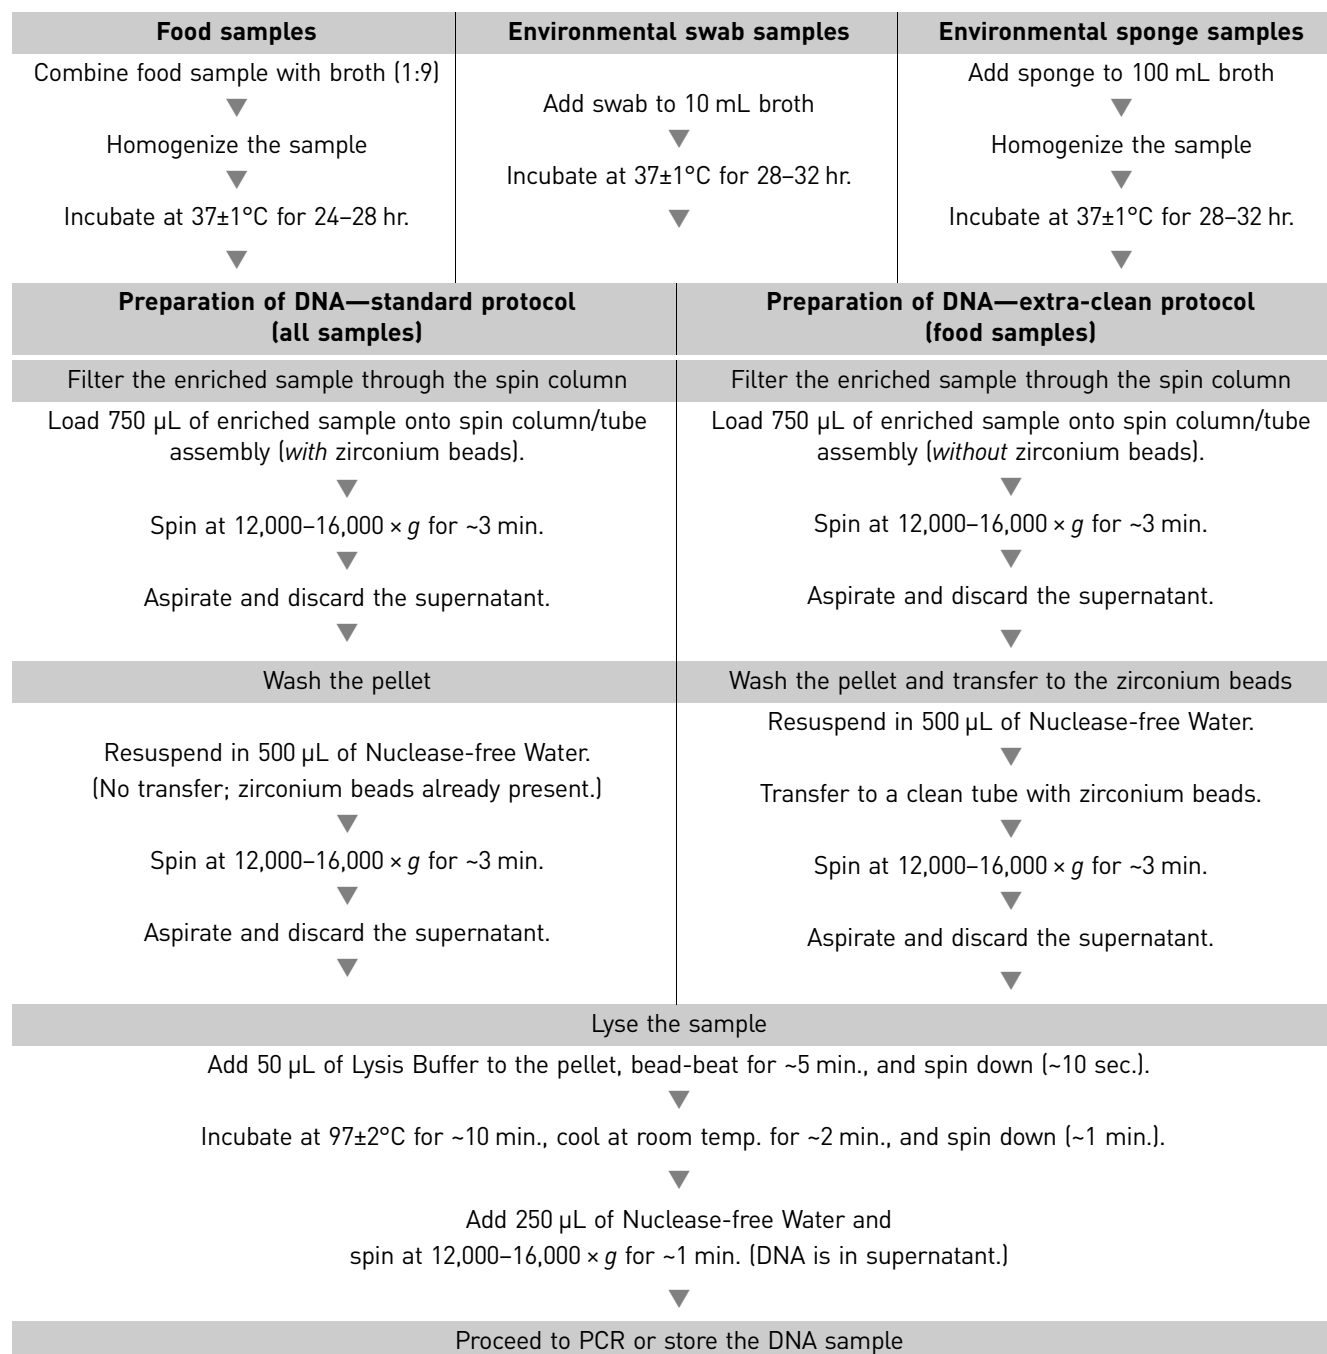 Food samples
Combine food sample with broth (1:9)
Homogenize the sample
Incubate at 37±1°C for 24–28 hr.
Environmental swab samples
Add swab to 10 mL broth
Incubate at 37±1°C for 28–32 hr.
Environmental sponge samples
Add sponge to 100 mL broth
Homogenize the sample
Incubate at 37±1°C for 28–32 hr.
Preparation of DNA—standard protocol
(all samples)
Filter the enriched sample through the spin column
Load 750 µL of enriched sample onto spin column/tube
assembly (with zirconium beads).
Spin at 12,000–16,000 × g for ~3 min.
Aspirate and discard the supernatant.
Wash the pellet
Resuspend in 500 µL of Nuclease-free Water.
(No transfer; zirconium beads already present.)
Spin at 12,000–16,000 × g for ~3 min.
Aspirate and discard the supernatant.
Preparation of DNA—extra-clean protocol
(food samples)
Filter the enriched sample through the spin column
Load 750 µL of enriched sample onto spin column/tube
assembly (without zirconium beads).
Spin at 12,000–16,000 × g for ~3 min.
Aspirate and discard the supernatant.
Wash the pellet and transfer to the zirconium beads
Resuspend in 500 µL of Nuclease-free Water.
Transfer to a clean tube with zirconium beads.
Spin at 12,000–16,000 × g for ~3 min.
Aspirate and discard the supernatant.
Lyse the sample
Add 50 µL of Lysis Buffer to the pellet, bead-beat for ~5 min., and spin down (~10 sec.).
Incubate at 97±2°C for ~10 min., cool at room temp. for ~2 min., and spin down (~1 min.).
Add 250 µL of Nuclease-free Water and
spin at 12,000–16,000 × g for ~1 min. (DNA is in supernatant.)
Proceed to PCR or store the DNA sample